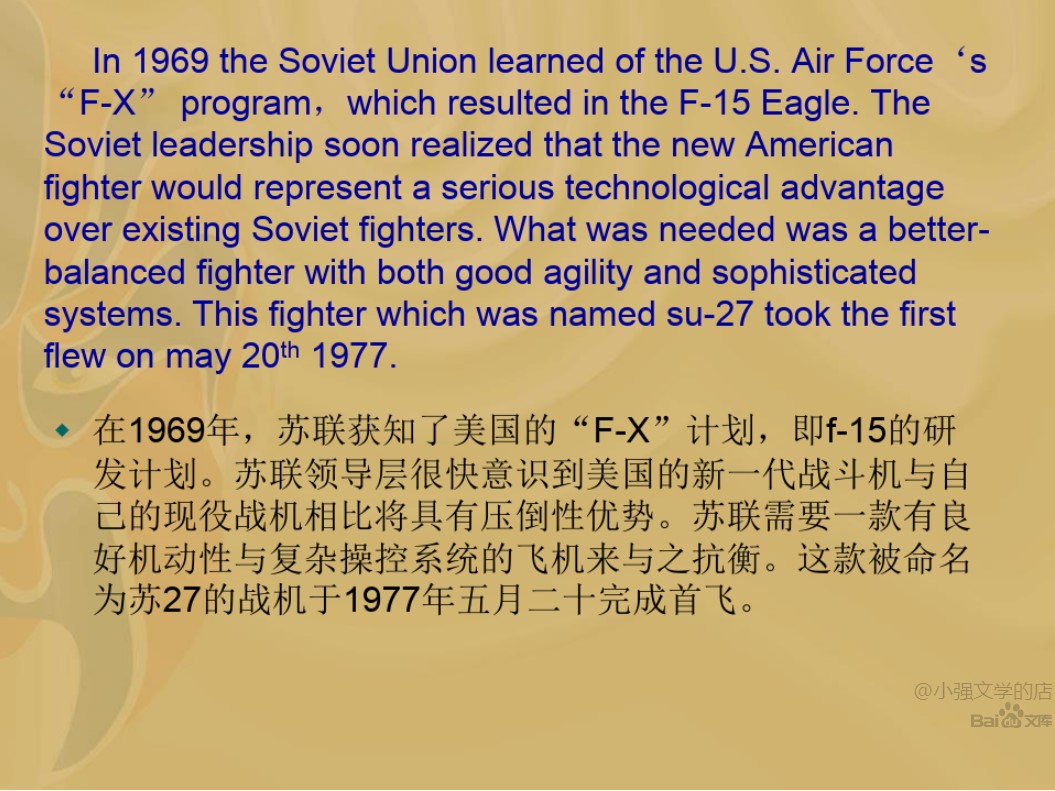 In 1969 the Soviet Union learned of the U.S. Air Force‘s
“F-X” program，which resulted in the F-15 Eagle. The
Soviet leadership soon realized that the new American
fighter would represent a serious technological advantage
over existing Soviet fighters. What was needed was a better-
balanced fighter with both good agility and sophisticated
systems. This fighter which was named su-27 took the first
flew on may 20th 1977.
在1969年，苏联获知了美国的“F-X”计划，即f-15的研
发计划。苏联领导层很快意识到美国的新一代战斗机与自
己的现役战机相比将具有压倒性优势。苏联需要一款有良
好机动性与复杂操控系统的飞机来与之抗衡。这款被命名
为苏27的战机于1977年五月二十完成首飞。
@小强文学的店
Bai du 文库